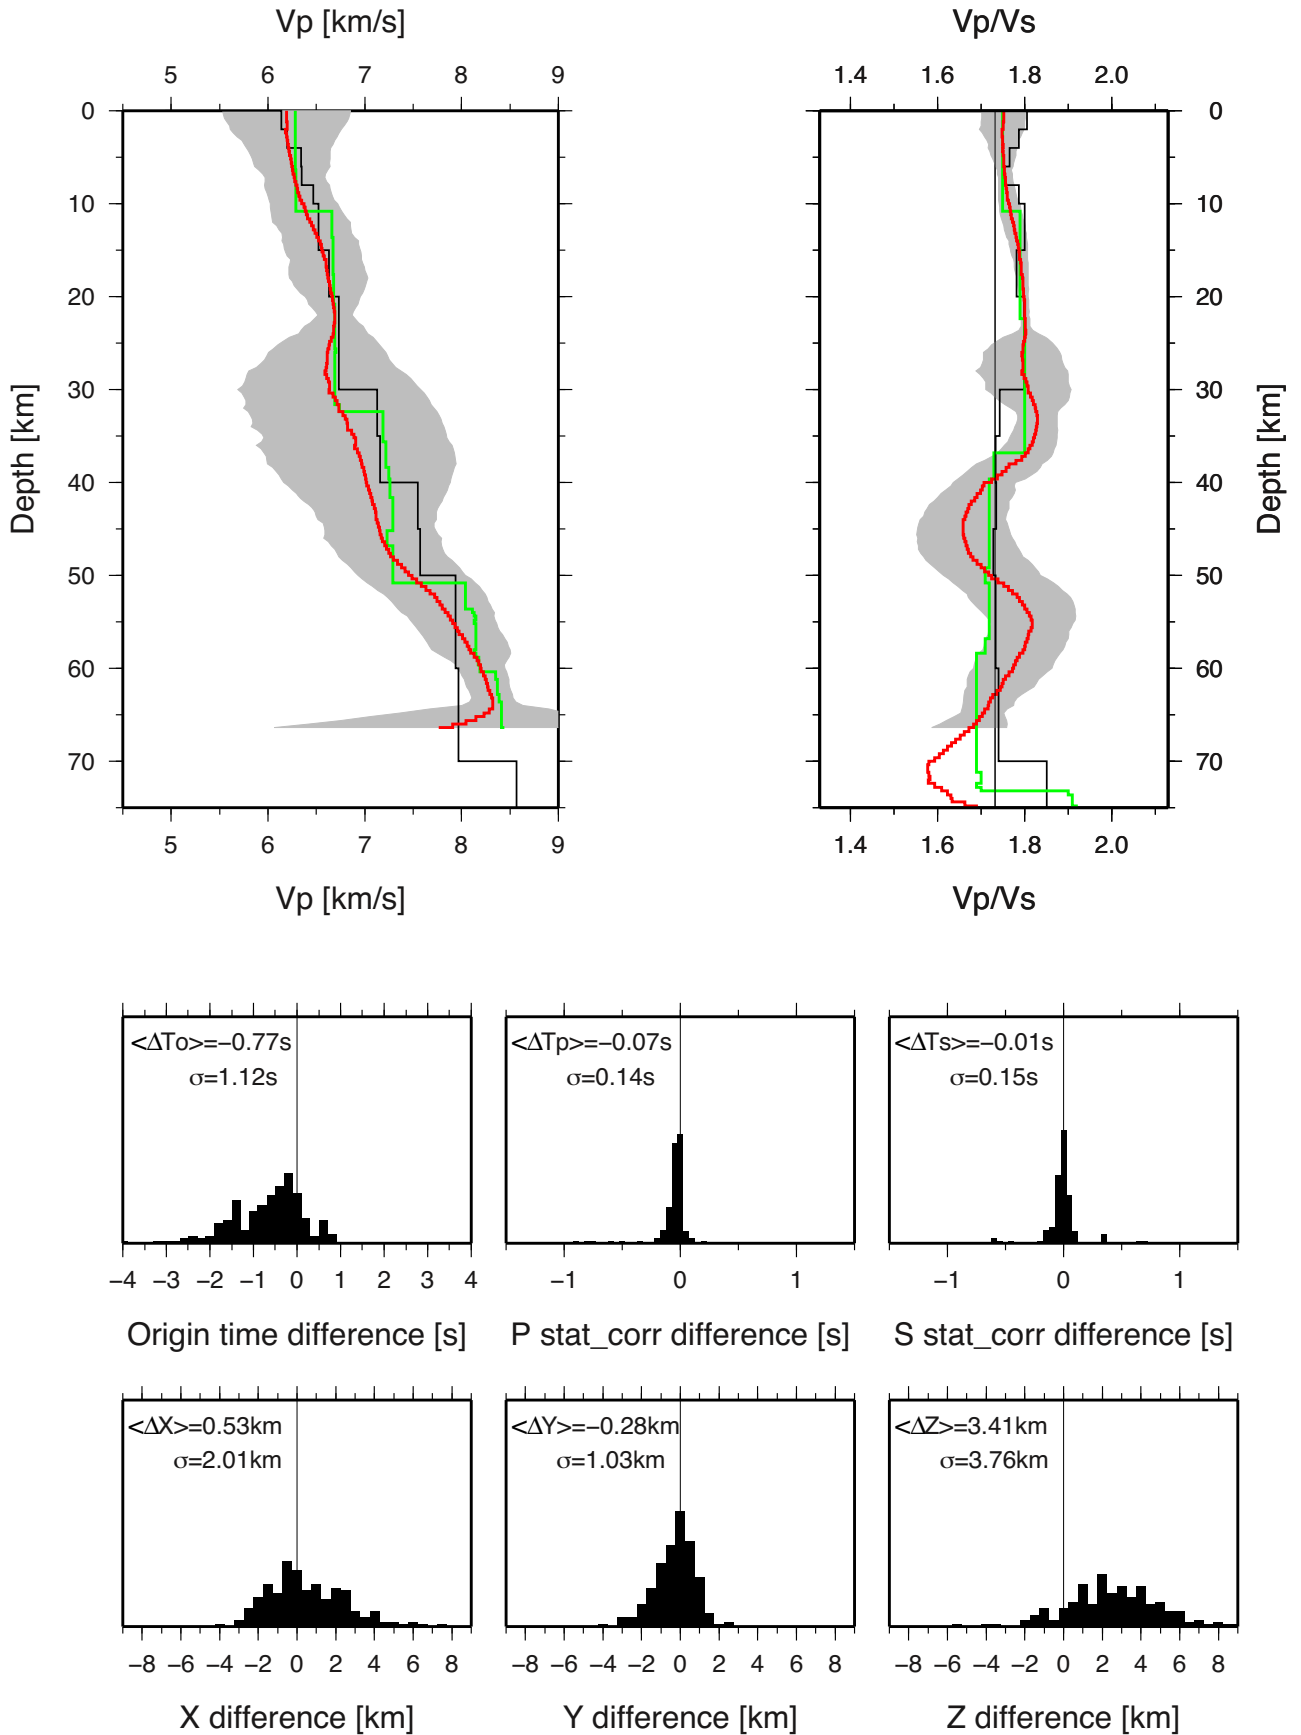 Vp [km/s]
Vp/Vs
5 6 7 8 9
1.4 1.6 1.8 2.0
0 0
10 10
20 20
30 30
40 40
50 50
60 60
70 70
Depth [km]
Depth [km]
5 6 7 8 9
1.4 1.6 1.8 2.0
Vp [km/s]
Vp/Vs
<ΔTo>=−0.77s
σ=1.12s
<ΔTp>=−0.07s
σ=0.14s
<ΔTs>=−0.01s
σ=0.15s
−4 −3 −2 −1 0 1 2 3 4
−1 0 1
−1 0 1
Origin time difference [s]
P stat_corr difference [s]
S stat_corr difference [s]
<ΔX>=0.53km
σ=2.01km
<ΔY>=−0.28km
σ=1.03km
<ΔZ>=3.41km
σ=3.76km
−8 −6 −4 −2 0 2 4 6 8
−8 −6 −4 −2 0 2 4 6 8
−8 −6 −4 −2 0 2 4 6 8
X difference [km]
Y difference [km]
Z difference [km]